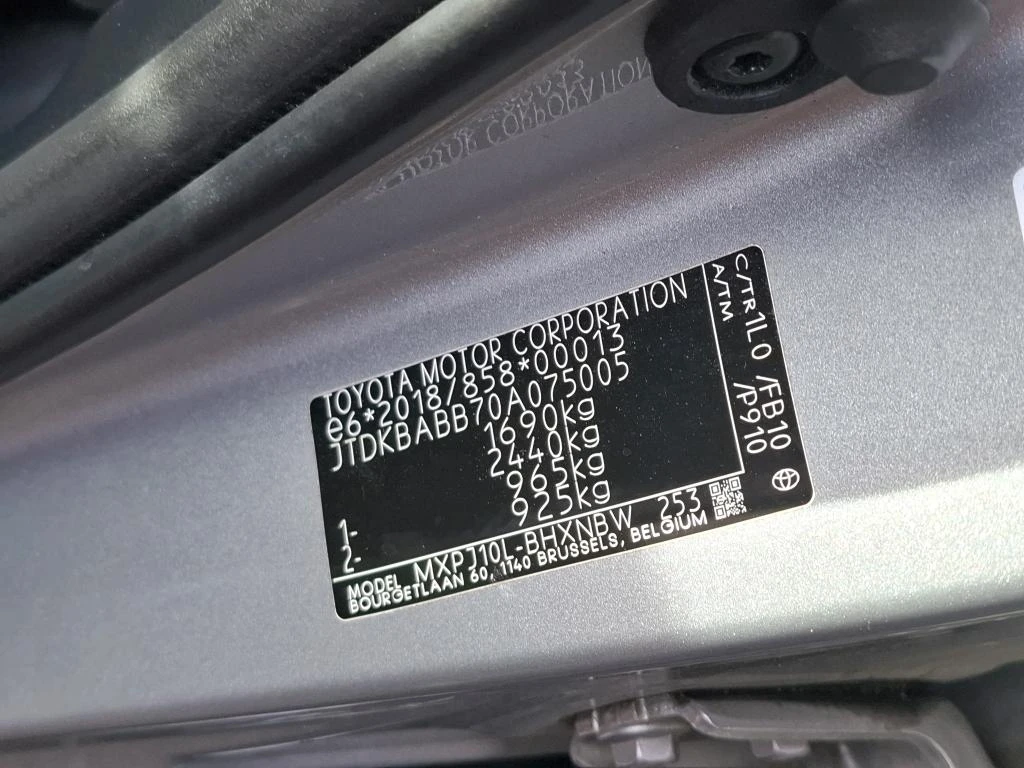 TOYOTA MOTOR CORPORATION
e6*2018/858*00013
JTDKBABB70A075005
1690kg
2440kg
1- 965kg
2- 925kg
MODEL MXPJ10L-BHXNBW 253
BOURGETLAAN 60, 1140 BRUSSELS, BELGIUM
C/TR 1L0 /FB10
A/TM /P910